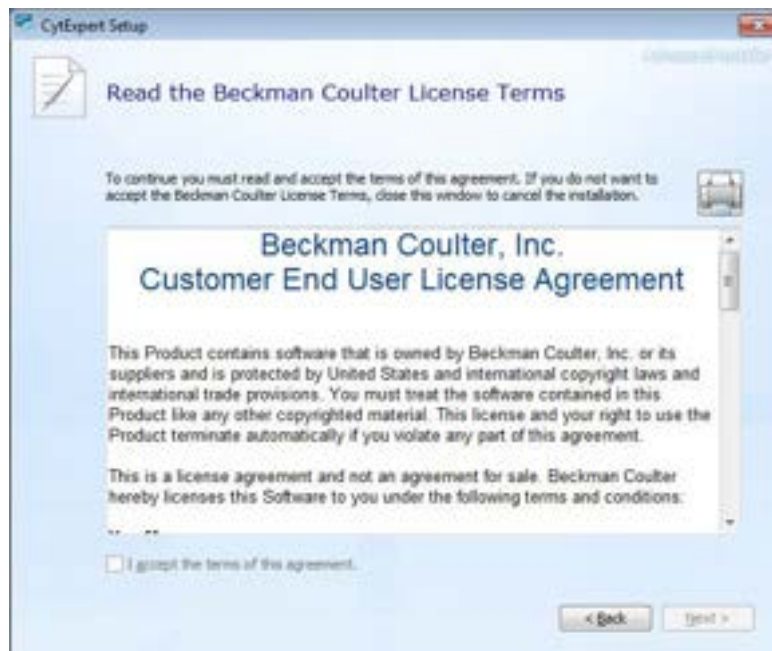 CytExpert Setup
Read the Beckman Coulter License Terms
To continue you must read and accept the terms of this agreement. If you do not want to
accept the Beckman Coulter License Terms, close this window to cancel the installation.
Beckman Coulter, Inc.
Customer End User License Agreement
This Product contains software that is owned by Beckman Coulter, Inc. or its
suppliers and is protected by United States and international copyright laws and
international trade provisions. You must treat the software contained in this
Product like any other copyrighted material. This license and your right to use the
Product terminate automatically if you violate any part of this agreement.
This is a license agreement and not an agreement for sale. Beckman Coulter
hereby licenses this Software to you under the following terms and conditions:
I accept the terms of this agreement.
< Back
Next >